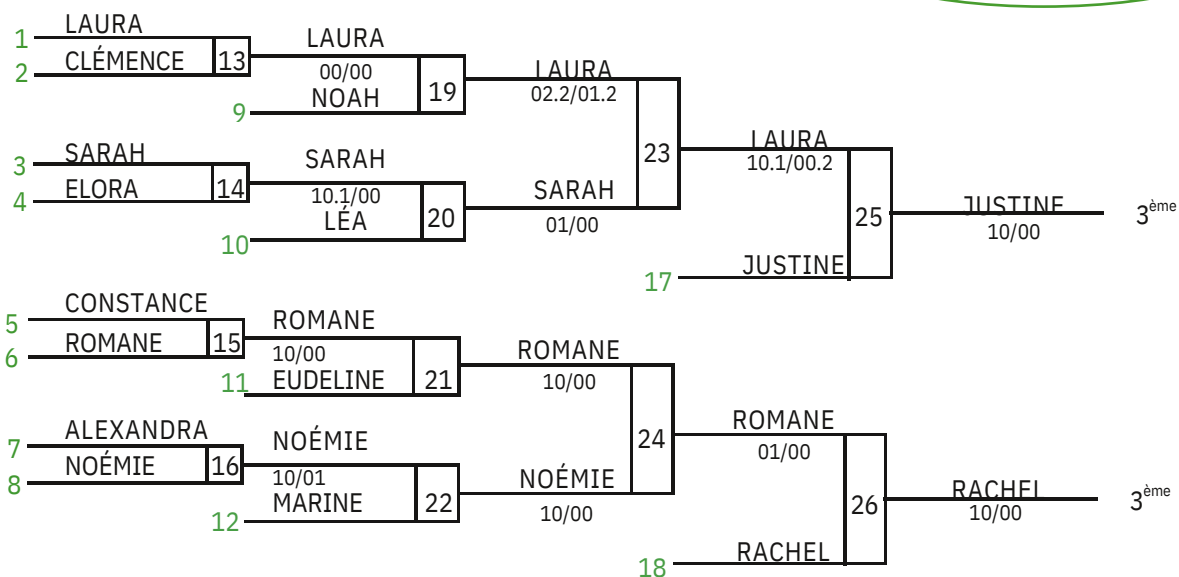 1 LAURA
2 CLÉMENCE
13
LAURA
00/00
NOAH
9
19
LAURA
02.2/01.2
3 SARAH
4 ELORA
14
SARAH
10.1/00
LÉA
10
20
SARAH
01/00
23
LAURA
10.1/00.2
17 JUSTINE
25
JUSTINE
10/00
3ème
5 CONSTANCE
6 ROMANE
15
ROMANE
10/00
11 EUDELINE
21
ROMANE
10/00
7 ALEXANDRA
8 NOÉMIE
16
NOÉMIE
10/01
MARINE
12
22
NOÉMIE
10/00
24
ROMANE
01/00
18 RACHEL
26
RACHEL
10/00
3ème